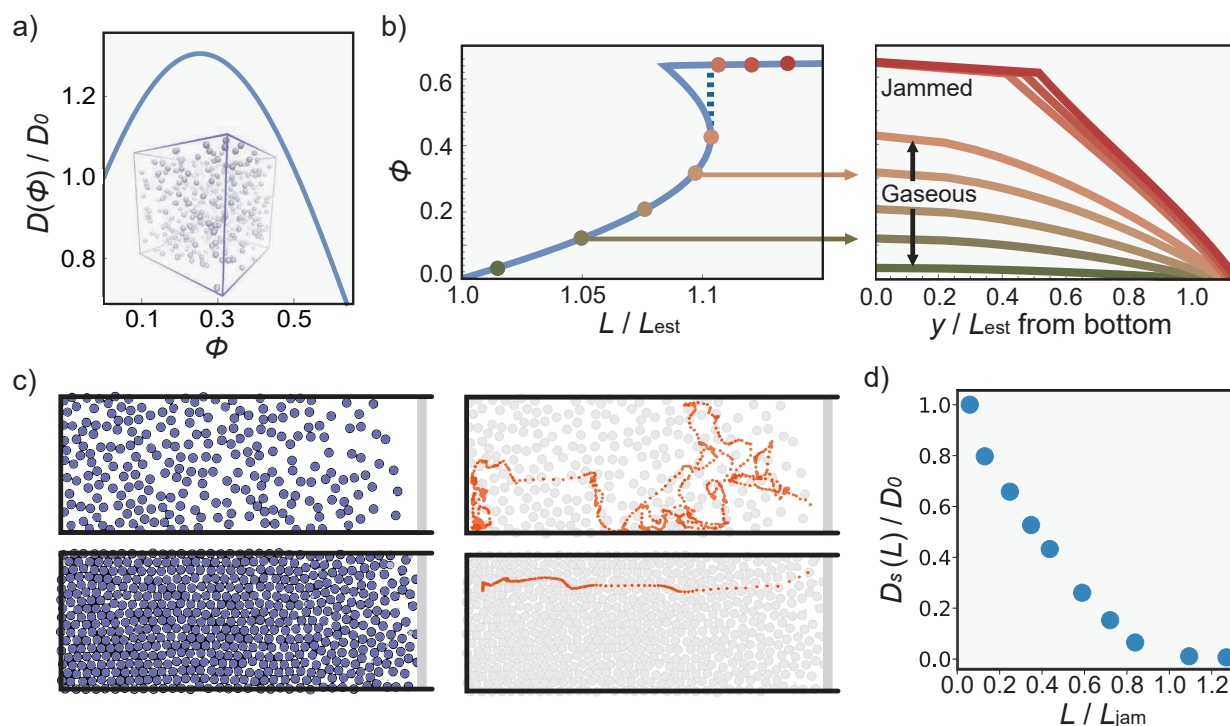 a)
D(Φ) / D0
1.2
1.0
0.8
0.1
0.3
0.5
Φ
b)
Φ
0.6
0.4
0.2
0.0
1.0
1.05
1.1
L / Lest
Jammed
Gaseous
0.0
0.2
0.4
0.6
0.8
1.0
y / Lest from bottom
c)
d)
Ds(L) / D0
1.0
0.8
0.6
0.4
0.2
0.0
0.0
0.2
0.4
0.6
0.8
1.0
1.2
L / Ljam